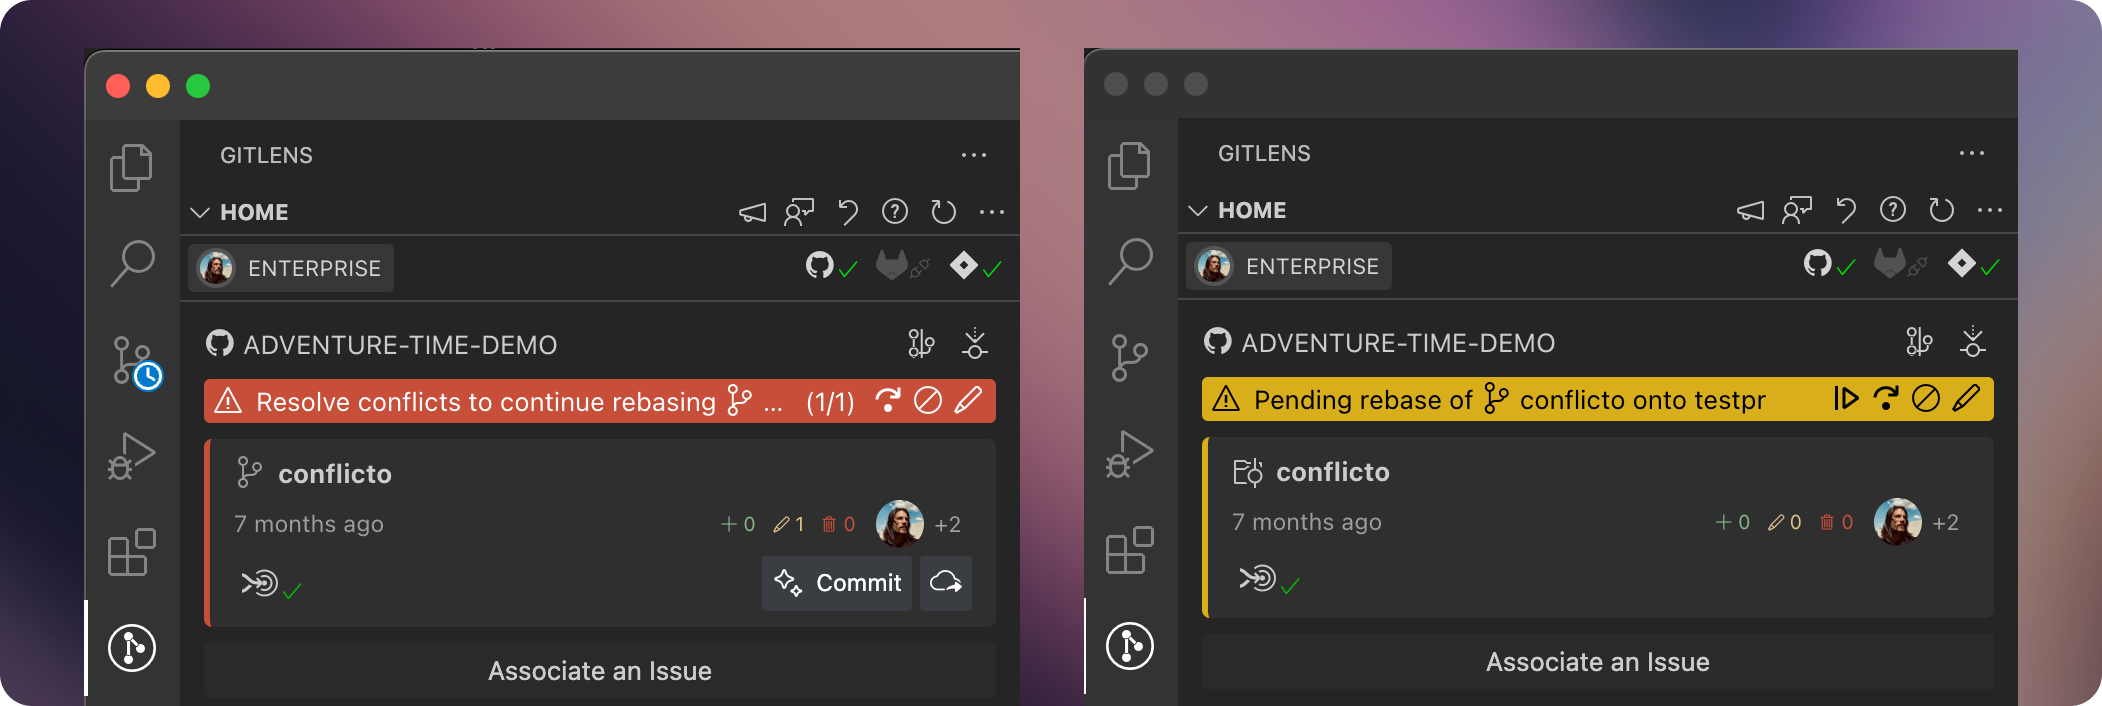 GITLENS
HOME
ENTERPRISE
ADVENTURE-TIME-DEMO
Resolve conflicts to continue rebasing ... (1/1)
conflicto
7 months ago + 0 1 0 +2
Commit
Associate an Issue
GITLENS
HOME
ENTERPRISE
ADVENTURE-TIME-DEMO
Pending rebase of conflicto onto testpr
conflicto
7 months ago + 0 0 0 +2
Associate an Issue